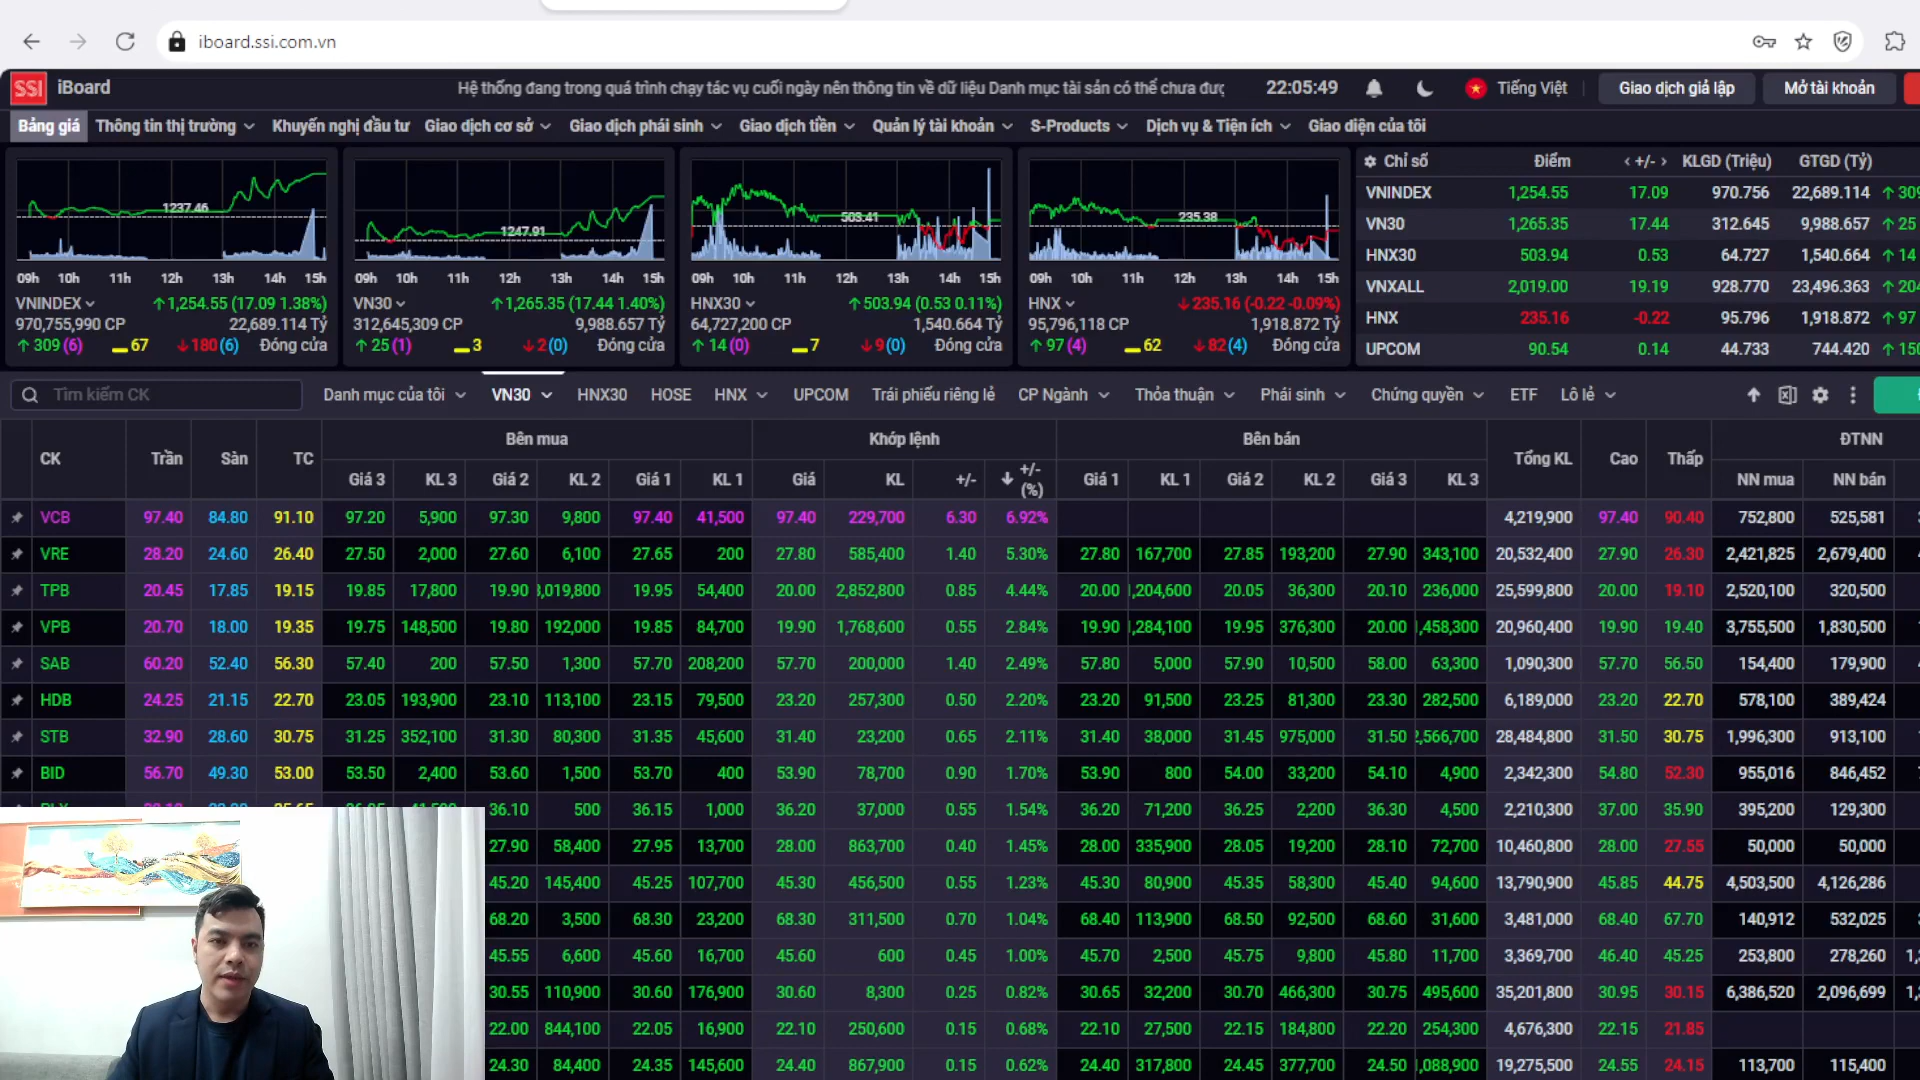 iboard.ssi.com.vn
SSI iBoard Hệ thống đang trong quá trình chạy tác vụ cuối ngày nên thông tin về dữ liệu Danh mục tài sản có thể chưa 22:05:49 Tiếng Việt Giao dịch giả lập Mở tài khoản
Bảng giá Thông tin thị trường Khuyến nghị đầu tư Giao dịch cơ sở Giao dịch phái sinh Giao dịch tiền Quản lý tài khoản S-Products Dịch vụ & Tiện ích Giao diện của tôi
1237.46
09h 10h 11h 12h 13h 14h 15h
VNINDEX 1,254.55 (17.09 1.38%)
970,755,990 CP 22,689.114 Tỷ
309 (6) 67 180 (6) Đóng cửa
1247.91
09h 10h 11h 12h 13h 14h 15h
VN30 1,265.35 (17.44 1.40%)
312,645,309 CP 9,988.657 Tỷ
25 (1) 3 2 (0) Đóng cửa
503.41
09h 10h 11h 12h 13h 14h 15h
HNX30 503.94 (0.53 0.11%)
64,727,200 CP 1,540.664 Tỷ
14 (0) 7 9 (0) Đóng cửa
235.38
09h 10h 11h 12h 13h 14h 15h
HNX 235.16 (-0.22 -0.09%)
95,796,118 CP 1,918.872 Tỷ
97 (4) 62 82 (4) Đóng cửa
Chỉ số Điểm ‹ +/- › KLGD (Triệu) GTGD (Tỷ)
VNINDEX 1,254.55 17.09 970.756 22,689.114 309
VN30 1,265.35 17.44 312.645 9,988.657 25
HNX30 503.94 0.53 64.727 1,540.664 14
VNXALL 2,019.00 19.19 928.770 23,496.363 204
HNX 235.16 -0.22 95.796 1,918.872 97
UPCOM 90.54 0.14 44.733 744.420 150
Tìm kiếm CK Danh mục của tôi VN30 HNX30 HOSE HNX UPCOM Trái phiếu riêng lẻ CP Ngành Thỏa thuận Phái sinh Chứng quyền ETF Lô lẻ
CK Trần Sàn TC Bên mua Khớp lệnh Bên bán Tổng KL Cao Thấp ĐTNN
Giá 3 KL 3 Giá 2 KL 2 Giá 1 KL 1 Giá KL +/- +/- (%) Giá 1 KL 1 Giá 2 KL 2 Giá 3 KL 3 NN mua NN bán
VCB 97.40 84.80 91.10 97.20 5,900 97.30 9,800 97.40 41,500 97.40 229,700 6.30 6.92% 4,219,900 97.40 90.40 752,800 525,581
VRE 28.20 24.60 26.40 27.50 2,000 27.60 6,100 27.65 200 27.80 585,400 1.40 5.30% 27.80 167,700 27.85 193,200 27.90 343,100 20,532,400 27.90 26.30 2,421,825 2,679,400
TPB 20.45 17.85 19.15 19.85 17,800 19.90 ,019,800 19.95 54,400 20.00 2,852,800 0.85 4.44% 20.00 ,204,600 20.05 36,300 20.10 236,000 25,599,800 20.00 19.10 2,520,100 320,500
VPB 20.70 18.00 19.35 19.75 148,500 19.80 192,000 19.85 84,700 19.90 1,768,600 0.55 2.84% 19.90 ,284,100 19.95 376,300 20.00 ,458,300 20,960,400 19.90 19.40 3,755,500 1,830,500
SAB 60.20 52.40 56.30 57.40 200 57.50 1,300 57.70 208,200 57.70 200,000 1.40 2.49% 57.80 5,000 57.90 10,500 58.00 63,300 1,090,300 57.70 56.50 154,400 179,900
HDB 24.25 21.15 22.70 23.05 193,900 23.10 113,100 23.15 79,500 23.20 257,300 0.50 2.20% 23.20 91,500 23.25 81,300 23.30 282,500 6,189,000 23.20 22.70 578,100 389,424
STB 32.90 28.60 30.75 31.25 352,100 31.30 80,300 31.35 45,600 31.40 23,200 0.65 2.11% 31.40 38,000 31.45 975,000 31.50 ,566,700 28,484,800 31.50 30.75 1,996,300 913,100
BID 56.70 49.30 53.00 53.50 2,400 53.60 1,500 53.70 400 53.90 78,700 0.90 1.70% 53.90 800 54.00 33,200 54.10 4,900 2,342,300 54.80 52.30 955,016 846,452
36.10 500 36.15 1,000 36.20 37,000 0.55 1.54% 36.20 71,200 36.25 2,200 36.30 4,500 2,210,300 37.00 35.90 395,200 129,300
27.90 58,400 27.95 13,700 28.00 863,700 0.40 1.45% 28.00 335,900 28.05 19,200 28.10 72,700 10,460,800 28.00 27.55 50,000 50,000
45.20 145,400 45.25 107,700 45.30 456,500 0.55 1.23% 45.30 80,900 45.35 58,300 45.40 94,600 13,790,900 45.85 44.75 4,503,500 4,126,286
68.20 3,500 68.30 23,200 68.30 311,500 0.70 1.04% 68.40 113,900 68.50 92,500 68.60 31,600 3,481,000 68.40 67.70 140,912 532,025
45.55 6,600 45.60 16,700 45.60 600 0.45 1.00% 45.70 2,500 45.75 9,800 45.80 11,700 3,369,700 46.40 45.25 253,800 278,260
30.55 110,900 30.60 176,900 30.60 8,300 0.25 0.82% 30.65 32,200 30.70 466,300 30.75 495,600 35,201,800 30.95 30.15 6,386,520 2,096,699
22.00 844,100 22.05 16,900 22.10 250,600 0.15 0.68% 22.10 27,500 22.15 184,800 22.20 254,300 4,676,300 22.15 21.85
24.30 84,400 24.35 145,600 24.40 867,900 0.15 0.62% 24.40 317,800 24.45 377,700 24.50 ,088,900 19,275,500 24.55 24.15 113,700 115,400